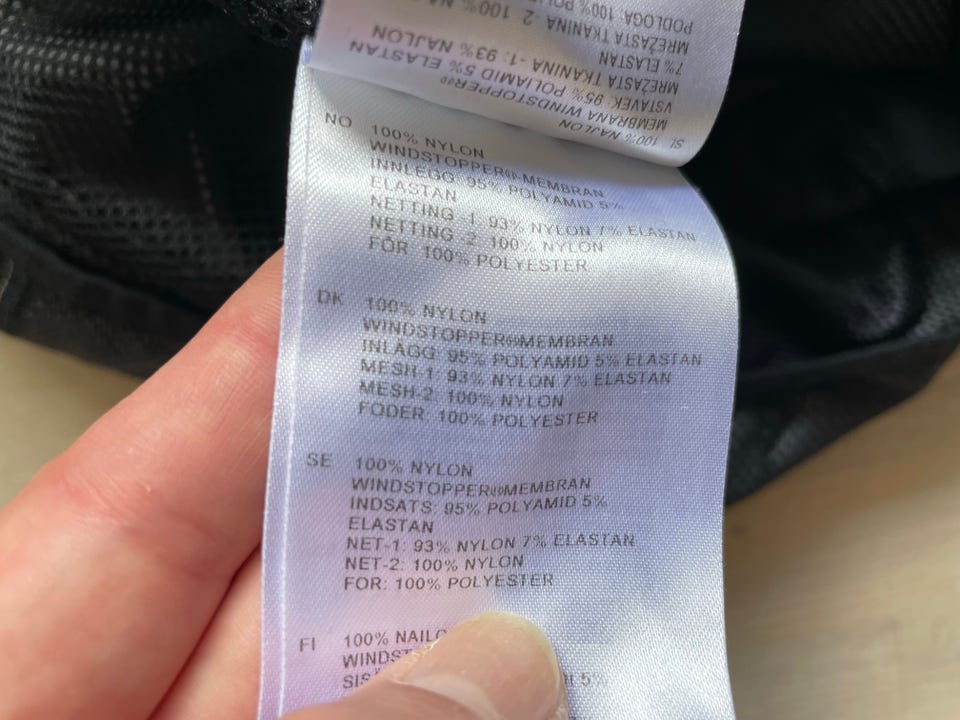 SL 100% NAJLON
MEMBRANA WINDSTOPPER®
VSTAVEK: 95% POLIAMID 5% ELASTAN
MREŽASTA TKANINA -1: 93% NAJLON
7% ELASTAN
MREŽASTA TKANINA -2: 100%
PODLOGA: 100%
NO 100% NYLON
WINDSTOPPER®-MEMBRAN
INNLEGG: 95% POLYAMID 5%
ELASTAN
NETTING -1: 93% NYLON 7% ELASTAN
NETTING -2: 100% NYLON
FÔR: 100% POLYESTER
DK 100% NYLON
WINDSTOPPER®MEMBRAN
INLÄGG: 95% POLYAMID 5% ELASTAN
MESH-1: 93% NYLON 7% ELASTAN
MESH-2: 100% NYLON
FODER: 100% POLYESTER
SE 100% NYLON
WINDSTOPPER®MEMBRAN
INDSATS: 95% POLYAMID 5%
ELASTAN
NET-1: 93% NYLON 7% ELASTAN
NET-2: 100% NYLON
FOR: 100% POLYESTER
FI 100%
5%